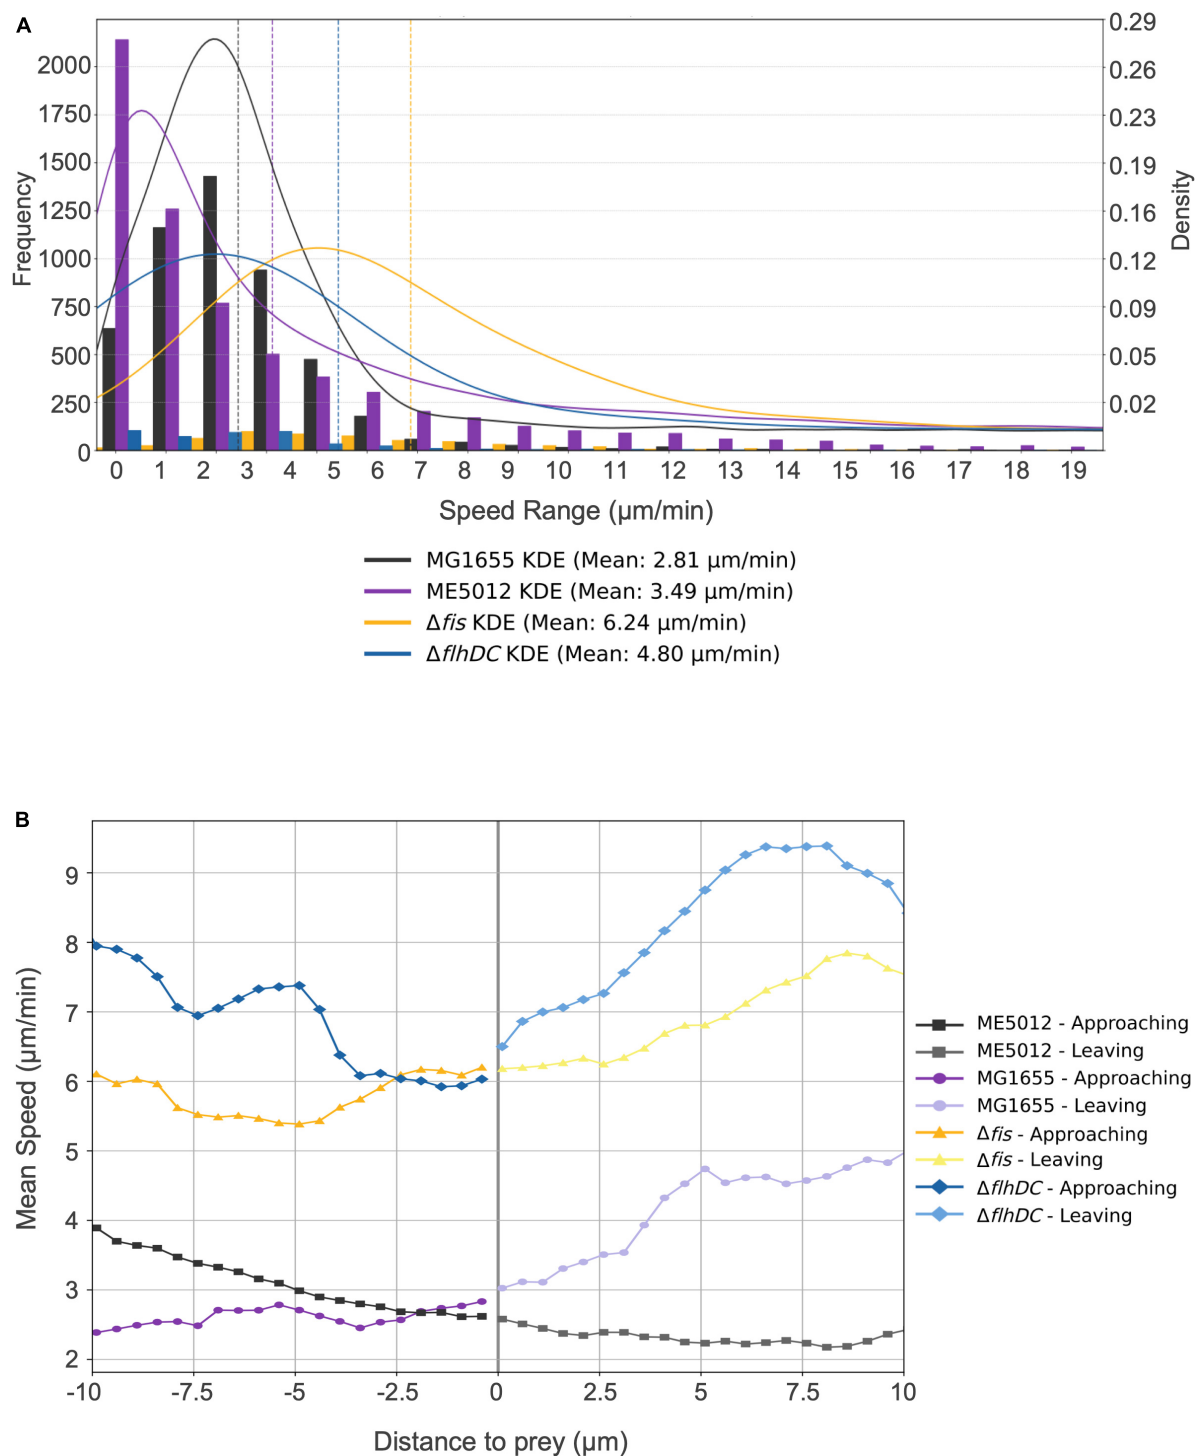 A
2000
1750
1500
1250
1000
750
500
250
0
Frequency
0.29
0.26
0.23
0.19
0.16
0.12
0.09
0.05
0.02
Density
0 1 2 3 4 5 6 7 8 9 10 11 12 13 14 15 16 17 18 19
Speed Range (μm/min)
MG1655 KDE (Mean: 2.81 μm/min)
ME5012 KDE (Mean: 3.49 μm/min)
Δfis KDE (Mean: 6.24 μm/min)
ΔflhDC KDE (Mean: 4.80 μm/min)
B
9
8
7
6
5
4
3
2
Mean Speed (μm/min)
-10 -7.5 -5 -2.5 0 2.5 5 7.5 10
Distance to prey (μm)
ME5012 - Approaching
ME5012 - Leaving
MG1655 - Approaching
MG1655 - Leaving
Δfis - Approaching
Δfis - Leaving
ΔflhDC - Approaching
ΔflhDC - Leaving